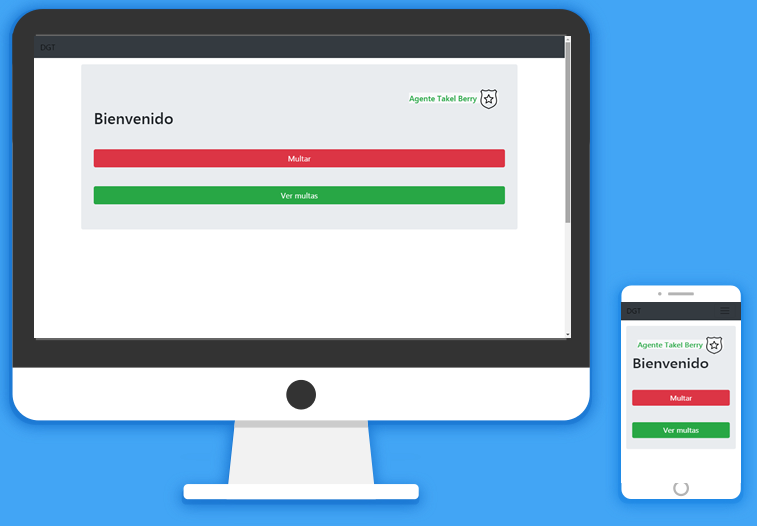 DGT
Agente Takel Berry
Bienvenido
Multar
Ver multas
DGT
Agente Takel Berry
Bienvenido
Multar
Ver multas